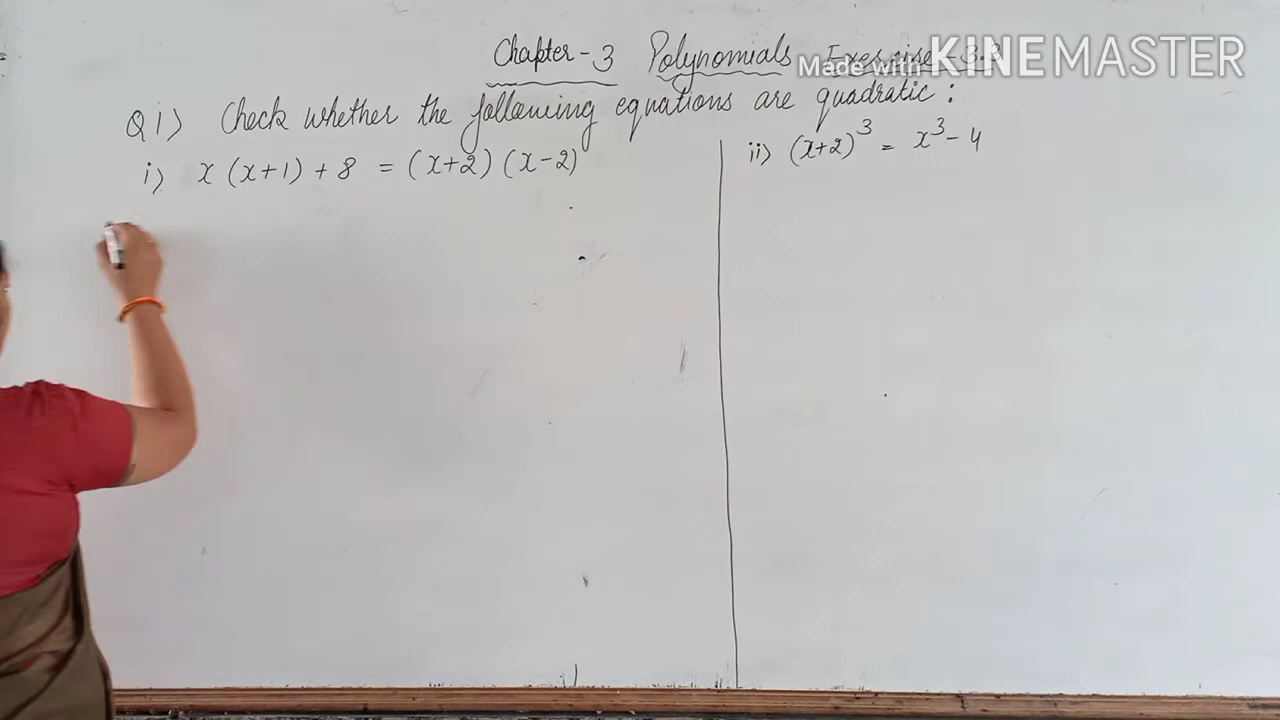 Chapter - 3 Polynomials Exercise 3.3
Made with KINEMASTER
Q 1) Check whether the following equations are quadratic :
i) x (x+1) + 8 = (x+2) (x-2)
ii) (x+2)³ = x³ - 4